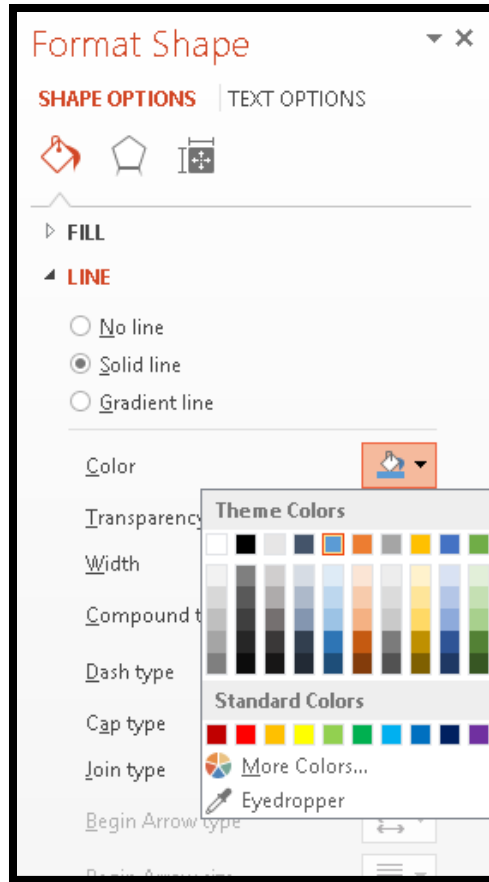 Format Shape
SHAPE OPTIONS TEXT OPTIONS
FILL
LINE
No line
Solid line
Gradient line
Color
Theme Colors
Transparency
Width
Compound t
Dash type
Standard Colors
Cap type
More Colors...
Join type
Eyedropper
Begin Arrow type